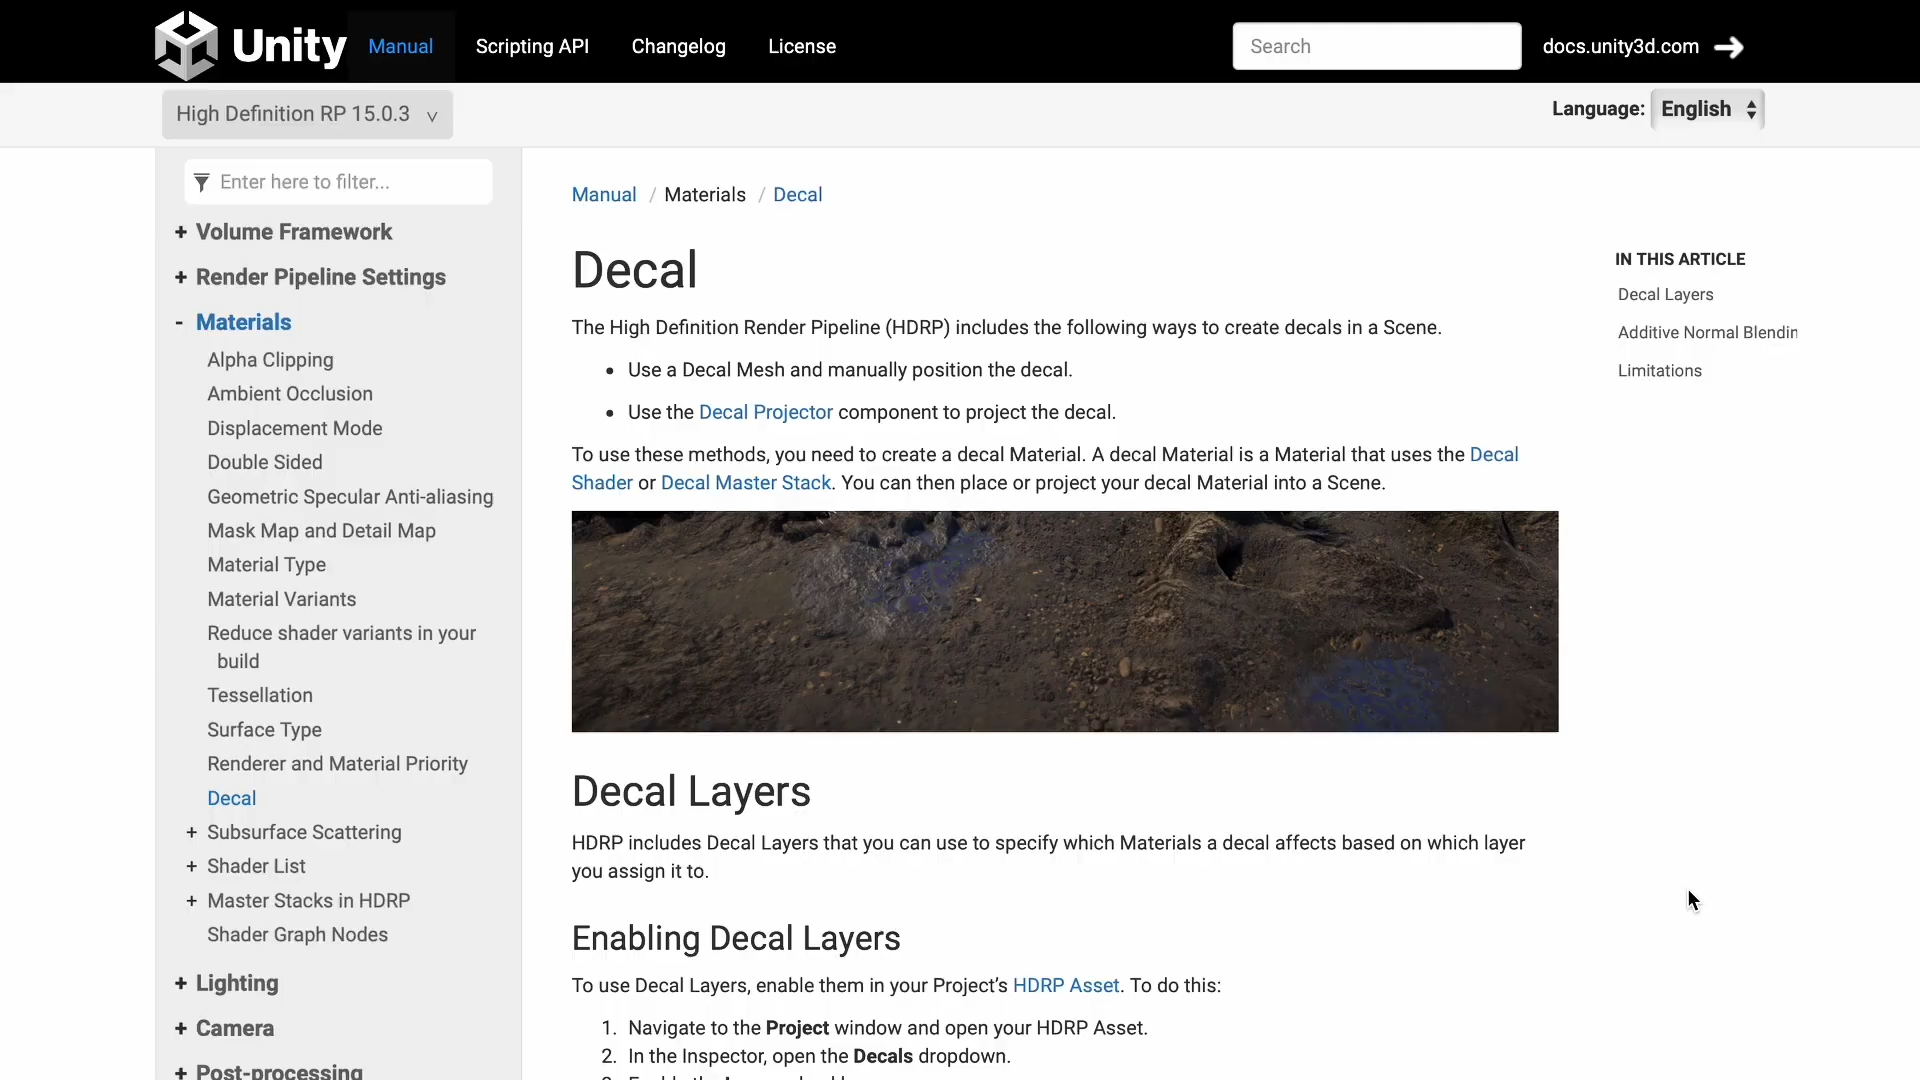 Unity Manual Scripting API Changelog License Search docs.unity3d.com
High Definition RP 15.0.3 Language: English
Enter here to filter...
+ Volume Framework
+ Render Pipeline Settings
- Materials
Alpha Clipping
Ambient Occlusion
Displacement Mode
Double Sided
Geometric Specular Anti-aliasing
Mask Map and Detail Map
Material Type
Material Variants
Reduce shader variants in your
build
Tessellation
Surface Type
Renderer and Material Priority
Decal
+ Subsurface Scattering
+ Shader List
+ Master Stacks in HDRP
Shader Graph Nodes
+ Lighting
+ Camera
+ Post-processing
Manual / Materials / Decal
Decal
The High Definition Render Pipeline (HDRP) includes the following ways to create decals in a Scene.
• Use a Decal Mesh and manually position the decal.
• Use the Decal Projector component to project the decal.
To use these methods, you need to create a decal Material. A decal Material is a Material that uses the Decal
Shader or Decal Master Stack. You can then place or project your decal Material into a Scene.
Decal Layers
HDRP includes Decal Layers that you can use to specify which Materials a decal affects based on which layer
you assign it to.
Enabling Decal Layers
To use Decal Layers, enable them in your Project's HDRP Asset. To do this:
1. Navigate to the Project window and open your HDRP Asset.
2. In the Inspector, open the Decals dropdown.
IN THIS ARTICLE
Decal Layers
Additive Normal Blendin
Limitations